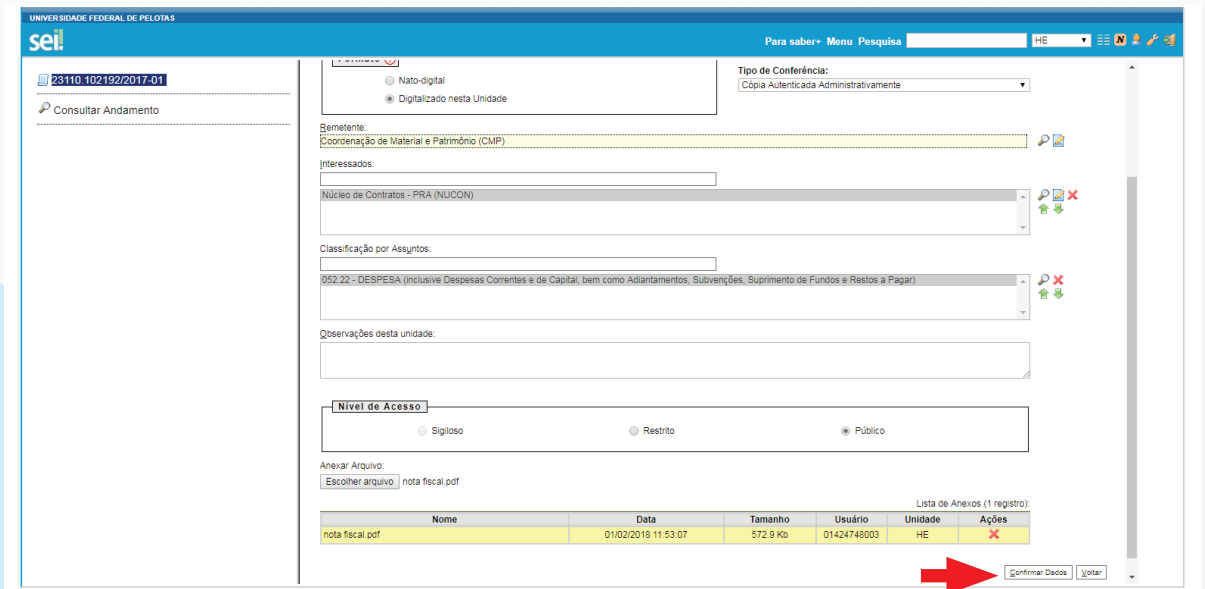 UNIVERSIDADE FEDERAL DE PELOTAS
sei!
Para saber+ Menu Pesquisa
HE
23110.102192/2017-01
Consultar Andamento
Formato
Nato-digital
Digitalizado nesta Unidade
Tipo de Conferência:
Cópia Autenticada Administrativamente
Remetente:
Coordenação de Material e Patrimônio (CMP)
Interessados:
Núcleo de Contratos - PRA (NUCON)
Classificação por Assuntos:
052.22 - DESPESA (inclusive Despesas Correntes e de Capital, bem como Adiantamentos, Subvenções, Suprimento de Fundos e Restos a Pagar)
Observações desta unidade:
Nível de Acesso
Sigiloso Restrito Público
Anexar Arquivo:
Escolher arquivo nota fiscal.pdf
Lista de Anexos (1 registro):
Nome Data Tamanho Usuário Unidade Ações
nota fiscal.pdf 01/02/2018 11:53:07 572.9 Kb 01424748003 HE
Confirmar Dados Voltar